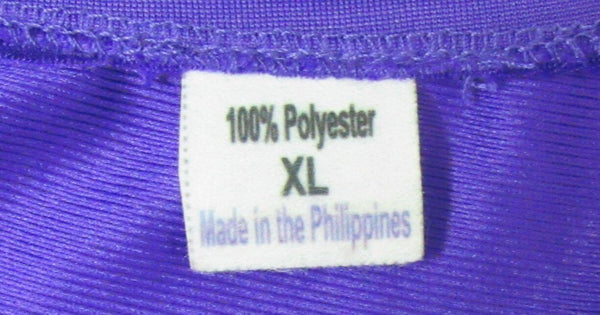 100% Polyester
XL
Made in the Philippines